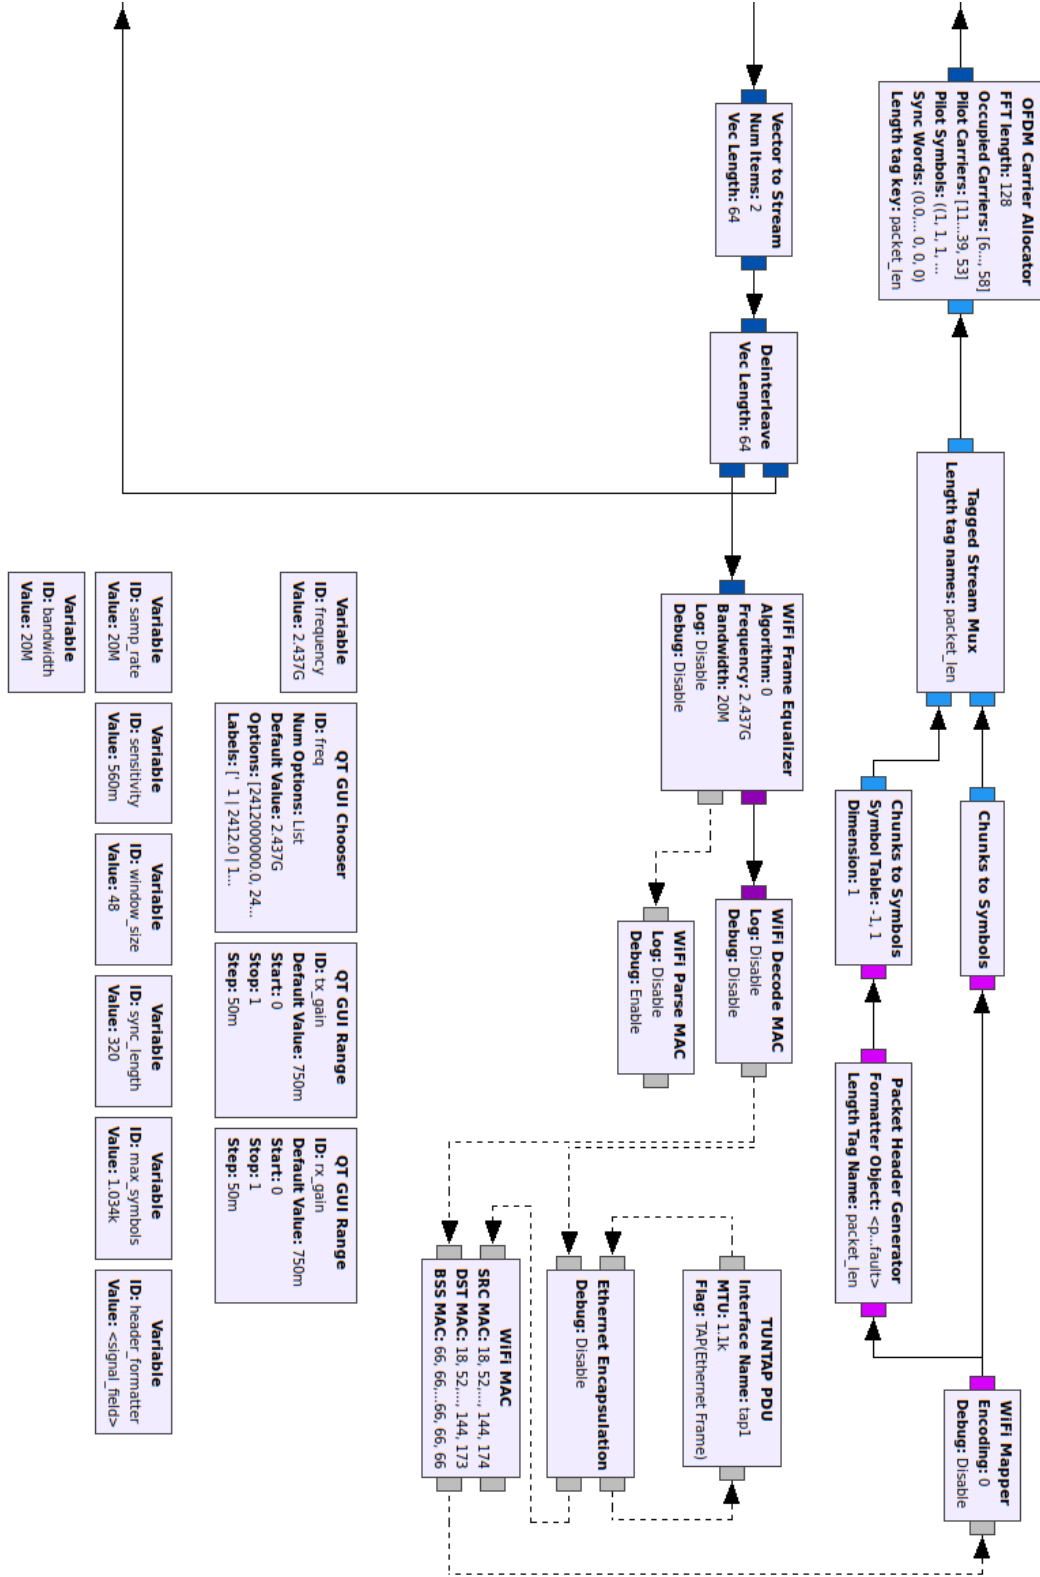 OFDM Carrier Allocator
FFT length: 128
Occupied Carriers: [6..., 58]
Pilot Carriers: [11...39, 53]
Pilot Symbols: ((1, 1, 1, ...
Sync Words: (0.0,... 0, 0, 0)
Length tag key: packet_len
Tagged Stream Mux
Length tag names: packet_len
Chunks to Symbols
Chunks to Symbols
Symbol Table: -1, 1
Dimension: 1
Packet Header Generator
Formatter Object: <p...fault>
Length Tag Name: packet_len
WiFi Mapper
Encoding: 0
Debug: Disable
Vector to Stream
Num Items: 2
Vec Length: 64
Deinterleave
Vec Length: 64
WiFi Frame Equalizer
Algorithm: 0
Frequency: 2.437G
Bandwidth: 20M
Log: Disable
Debug: Disable
WiFi Decode MAC
Log: Disable
Debug: Disable
WiFi Parse MAC
Log: Disable
Debug: Enable
TUNTAP PDU
Interface Name: tap1
MTU: 1.1k
Flag: TAP(Ethernet Frame)
Ethernet Encapsulation
Debug: Disable
WiFi MAC
SRC MAC: 18, 52,..., 144, 174
DST MAC: 18, 52,..., 144, 173
BSS MAC: 66, 66,...66, 66, 66
Variable
ID: frequency
Value: 2.437G
QT GUI Chooser
ID: freq
Num Options: List
Default Value: 2.437G
Options: [2412000000.0, 24...
Labels: [' 1 | 2412.0 | 1...
QT GUI Range
ID: tx_gain
Default Value: 750m
Start: 0
Stop: 1
Step: 50m
QT GUI Range
ID: rx_gain
Default Value: 750m
Start: 0
Stop: 1
Step: 50m
Variable
ID: samp_rate
Value: 20M
Variable
ID: sensitivity
Value: 560m
Variable
ID: window_size
Value: 48
Variable
ID: sync_length
Value: 320
Variable
ID: max_symbols
Value: 1.034k
Variable
ID: header_formatter
Value: <signal_field>
Variable
ID: bandwidth
Value: 20M